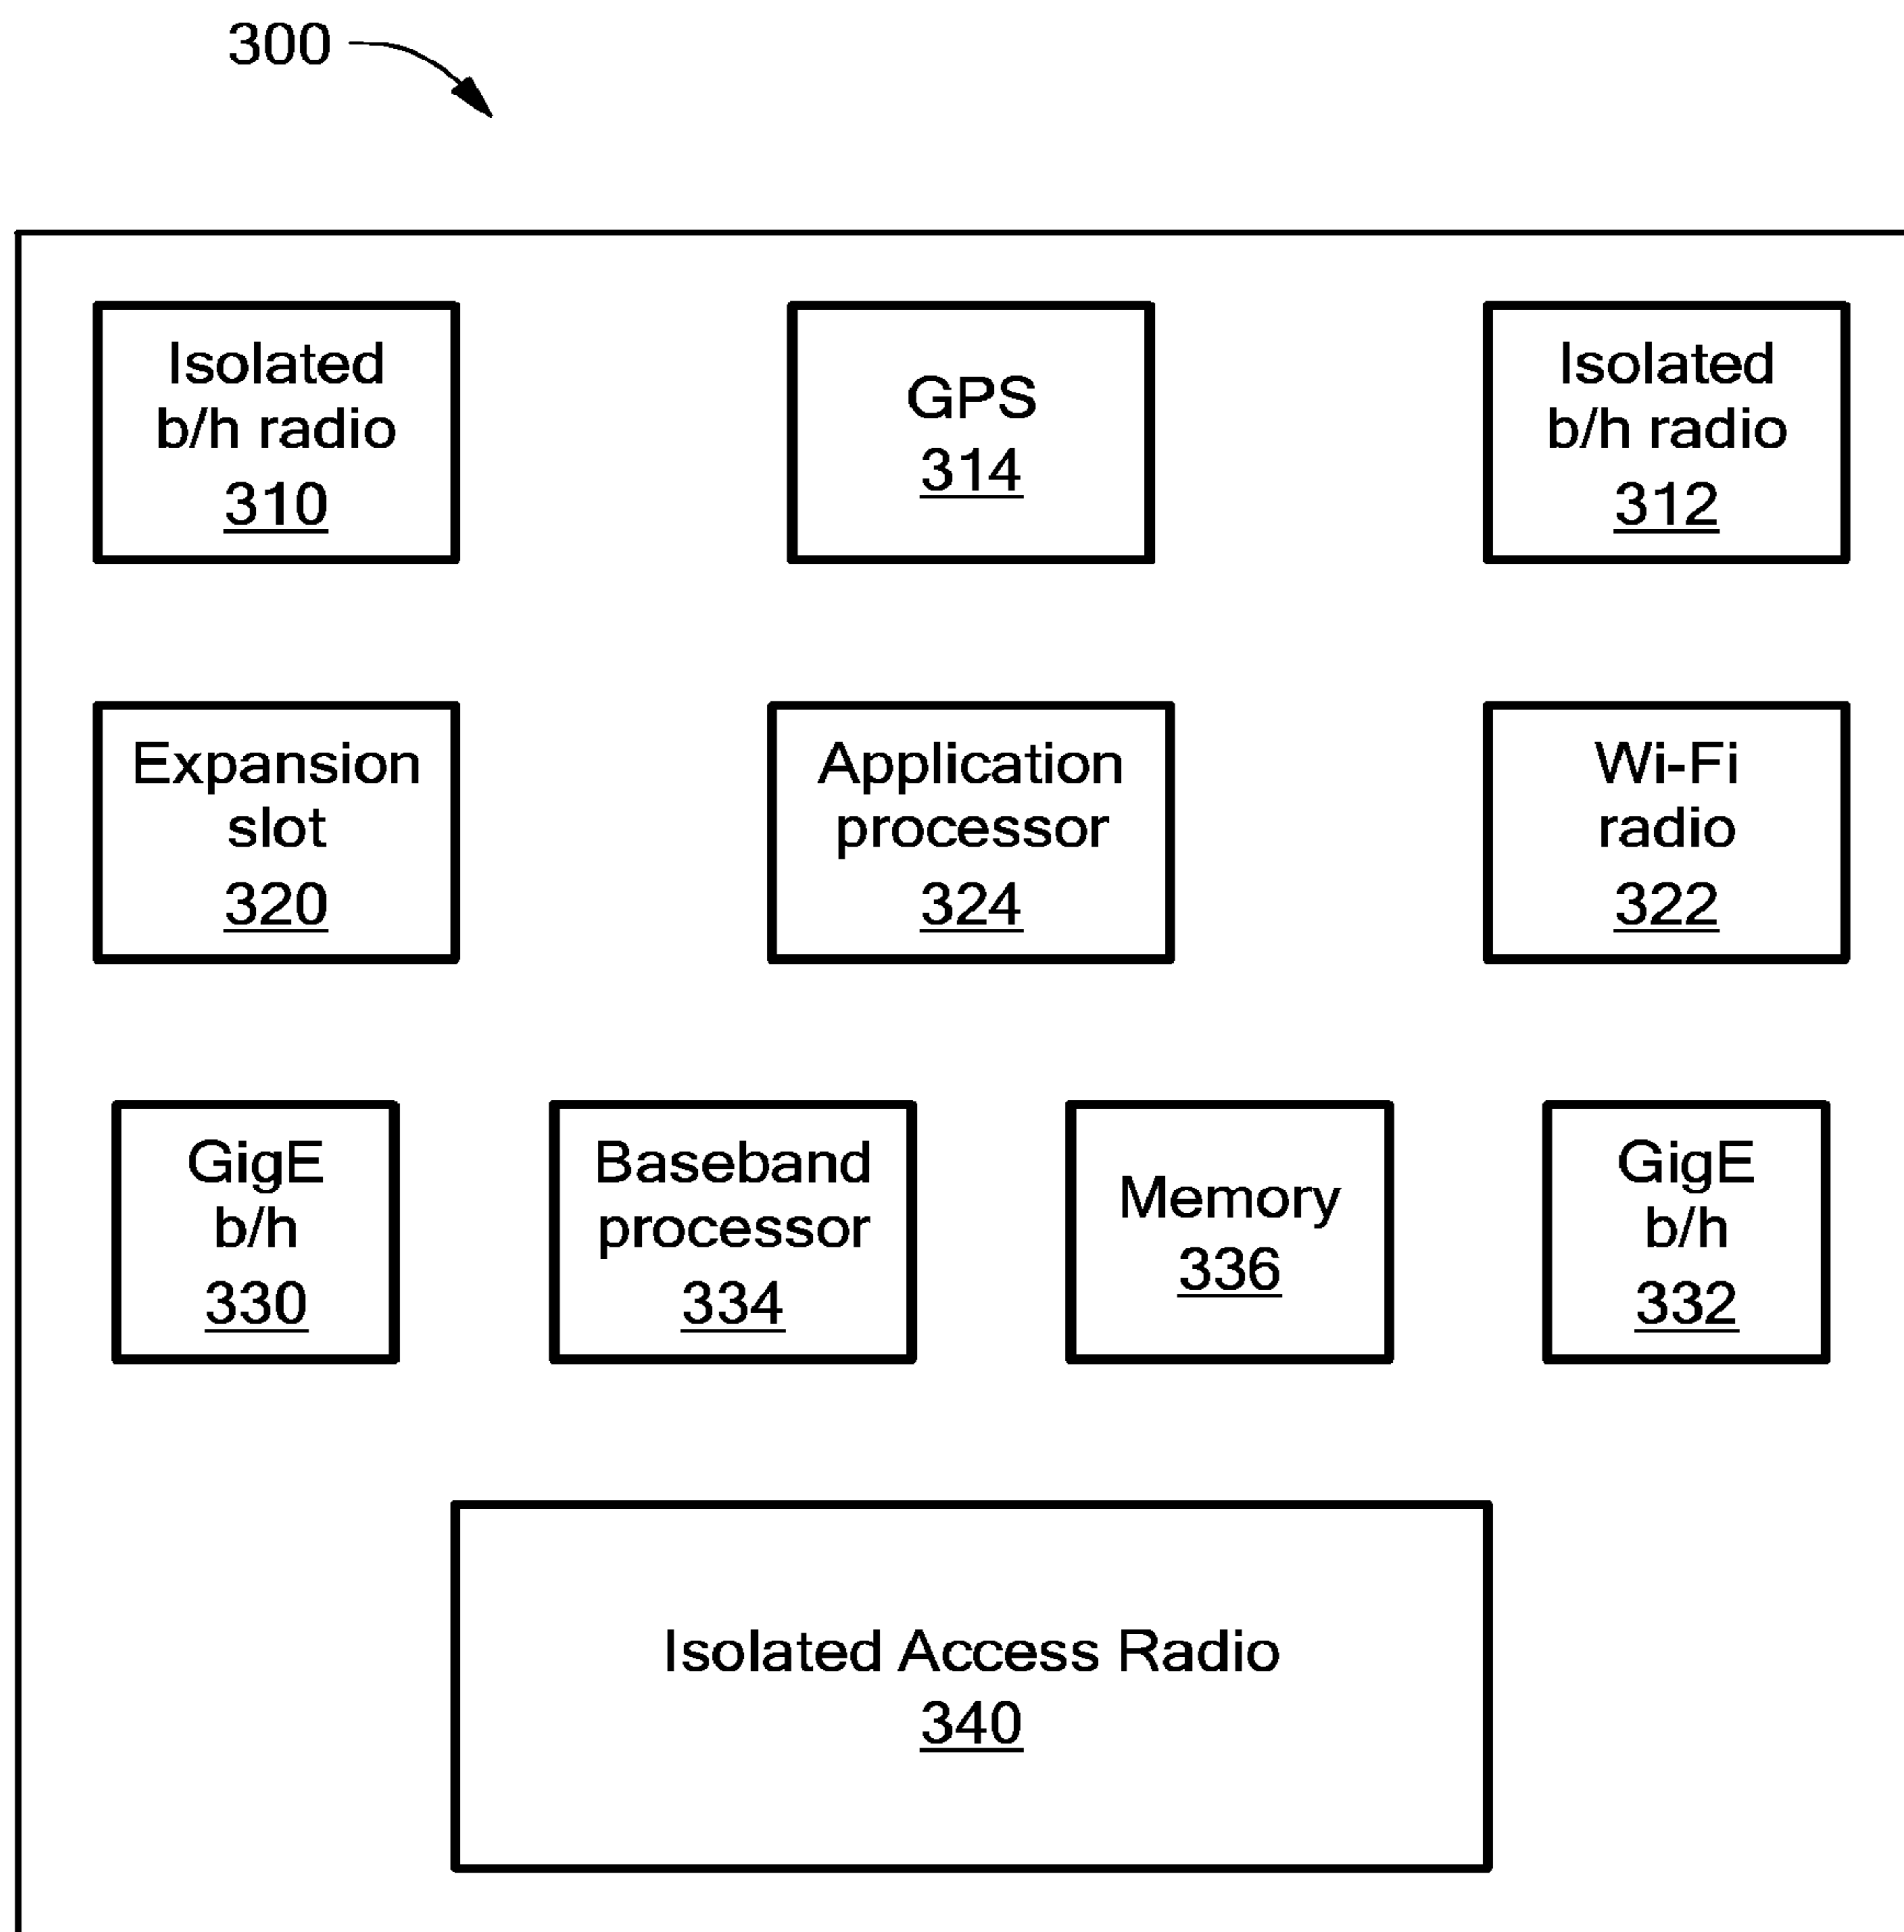 300
Isolated
b/h radio
310
GPS
314
Isolated
b/h radio
312
Expansion
slot
320
Application
processor
324
Wi-Fi
radio
322
GigE
b/h
330
Baseband
processor
334
Memory
336
GigE
b/h
332
Isolated Access Radio
340